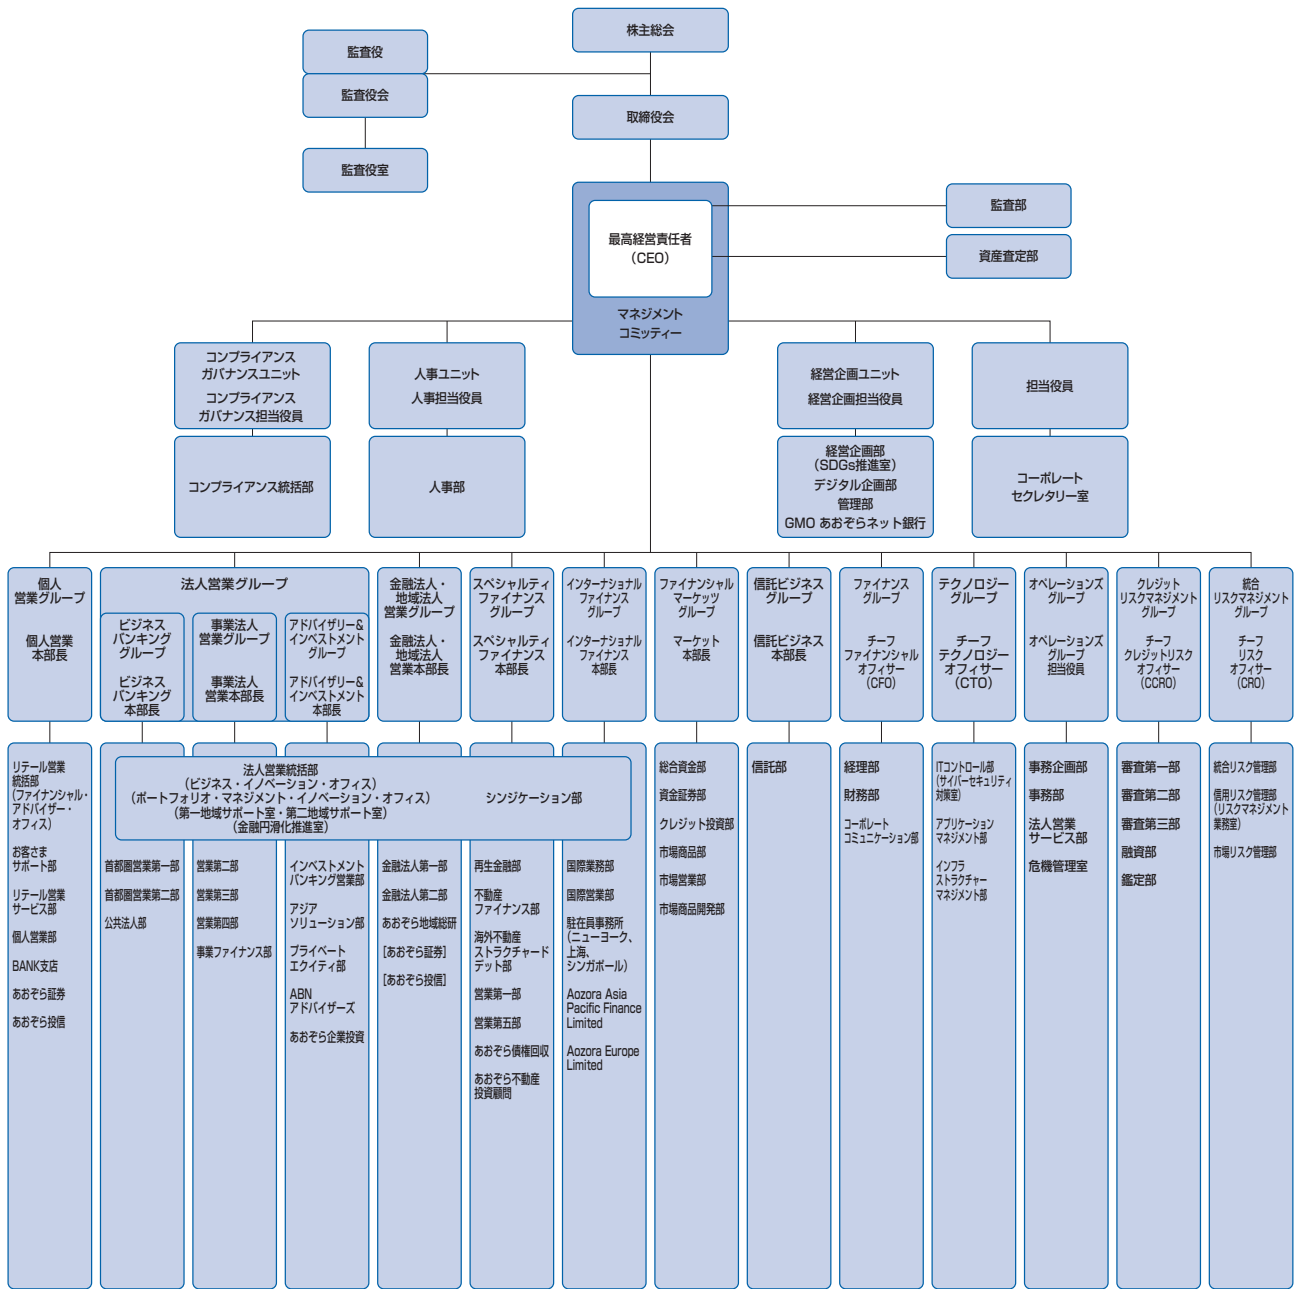 株主総会
監査役
監査役会
取締役会
監査役室
監査部
最高経営責任者
（CEO）
資産査定部
マネジメント
コミッティー
コンプライアンス
ガバナンスユニット
コンプライアンス
ガバナンス担当役員
人事ユニット
人事担当役員
経営企画ユニット
経営企画担当役員
担当役員
コンプライアンス統括部
人事部
経営企画部
（SDGs推進室）
デジタル企画部
管理部
GMO あおぞらネット銀行
コーポレート
セクレタリー室
個人
営業グループ
個人営業
本部長
法人営業グループ
ビジネス
バンキング
グループ
ビジネス
バンキング
本部長
事業法人
営業グループ
事業法人
営業本部長
アドバイザリー&
インベストメント
グループ
アドバイザリー&
インベストメント
本部長
金融法人・
地域法人
営業グループ
金融法人・
地域法人
営業本部長
スペシャルティ
ファイナンス
グループ
スペシャルティ
ファイナンス
本部長
インターナショナル
ファイナンス
グループ
インターナショナル
ファイナンス
本部長
ファイナンシャル
マーケッツ
グループ
マーケット
本部長
信託ビジネス
グループ
信託ビジネス
本部長
ファイナンス
グループ
チーフ
ファイナンシャル
オフィサー
（CFO）
テクノロジー
グループ
チーフ
テクノロジー
オフィサー
（CTO）
オペレーションズ
グループ
オペレーションズ
グループ
担当役員
クレジット
リスクマネジメント
グループ
チーフ
クレジットリスク
オフィサー
（CCRO）
統合
リスクマネジメント
グループ
チーフ
リスク
オフィサー
（CRO）
リテール営業
統括部
（ファイナンシャル・
アドバイザー・
オフィス）
お客さま
サポート部
リテール営業
サービス部
個人営業部
BANK支店
あおぞら証券
あおぞら投信
法人営業統括部
（ビジネス・イノベーション・オフィス）
（ポートフォリオ・マネジメント・イノベーション・オフィス）
（第一地域サポート室・第二地域サポート室）
（金融円滑化推進室）
シンジケーション部
首都圏営業第一部
首都圏営業第二部
公共法人部
営業第二部
営業第三部
営業第四部
事業ファイナンス部
インベストメント
バンキング営業部
アジア
ソリューション部
プライベート
エクイティ部
ABN
アドバイザーズ
あおぞら企業投資
金融法人第一部
金融法人第二部
あおぞら地域総研
［あおぞら証券］
［あおぞら投信］
再生金融部
不動産
ファイナンス部
海外不動産
ストラクチャード
デット部
営業第一部
営業第五部
あおぞら債権回収
あおぞら不動産
投資顧問
国際業務部
国際営業部
駐在員事務所
（ニューヨーク、
上海、
シンガポール）
Aozora Asia
Pacific Finance
Limited
Aozora Europe
Limited
総合資金部
資金証券部
クレジット投資部
市場商品部
市場営業部
市場商品開発部
信託部
経理部
財務部
コーポレート
コミュニケーション部
ITコントロール部
（サイバーセキュリティ
対策室）
アプリケーション
マネジメント部
インフラ
ストラクチャー
マネジメント部
事務企画部
事務部
法人営業
サービス部
危機管理室
審査第一部
審査第二部
審査第三部
融資部
鑑定部
統合リスク管理部
信用リスク管理部
（リスクマネジメント
業務室）
市場リスク管理部